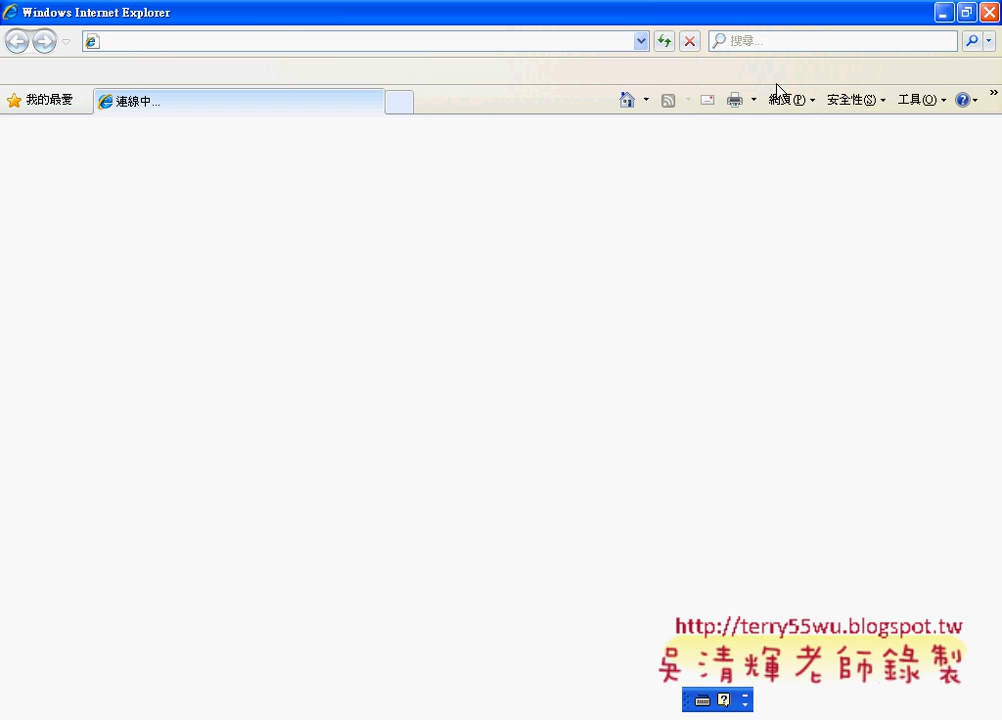 Windows Internet Explorer
搜尋...
我的最愛
連線中...
網頁(P)
安全性(S)
工具(O)
»
http://terry55wu.blogspot.tw
吳清輝老師錄製